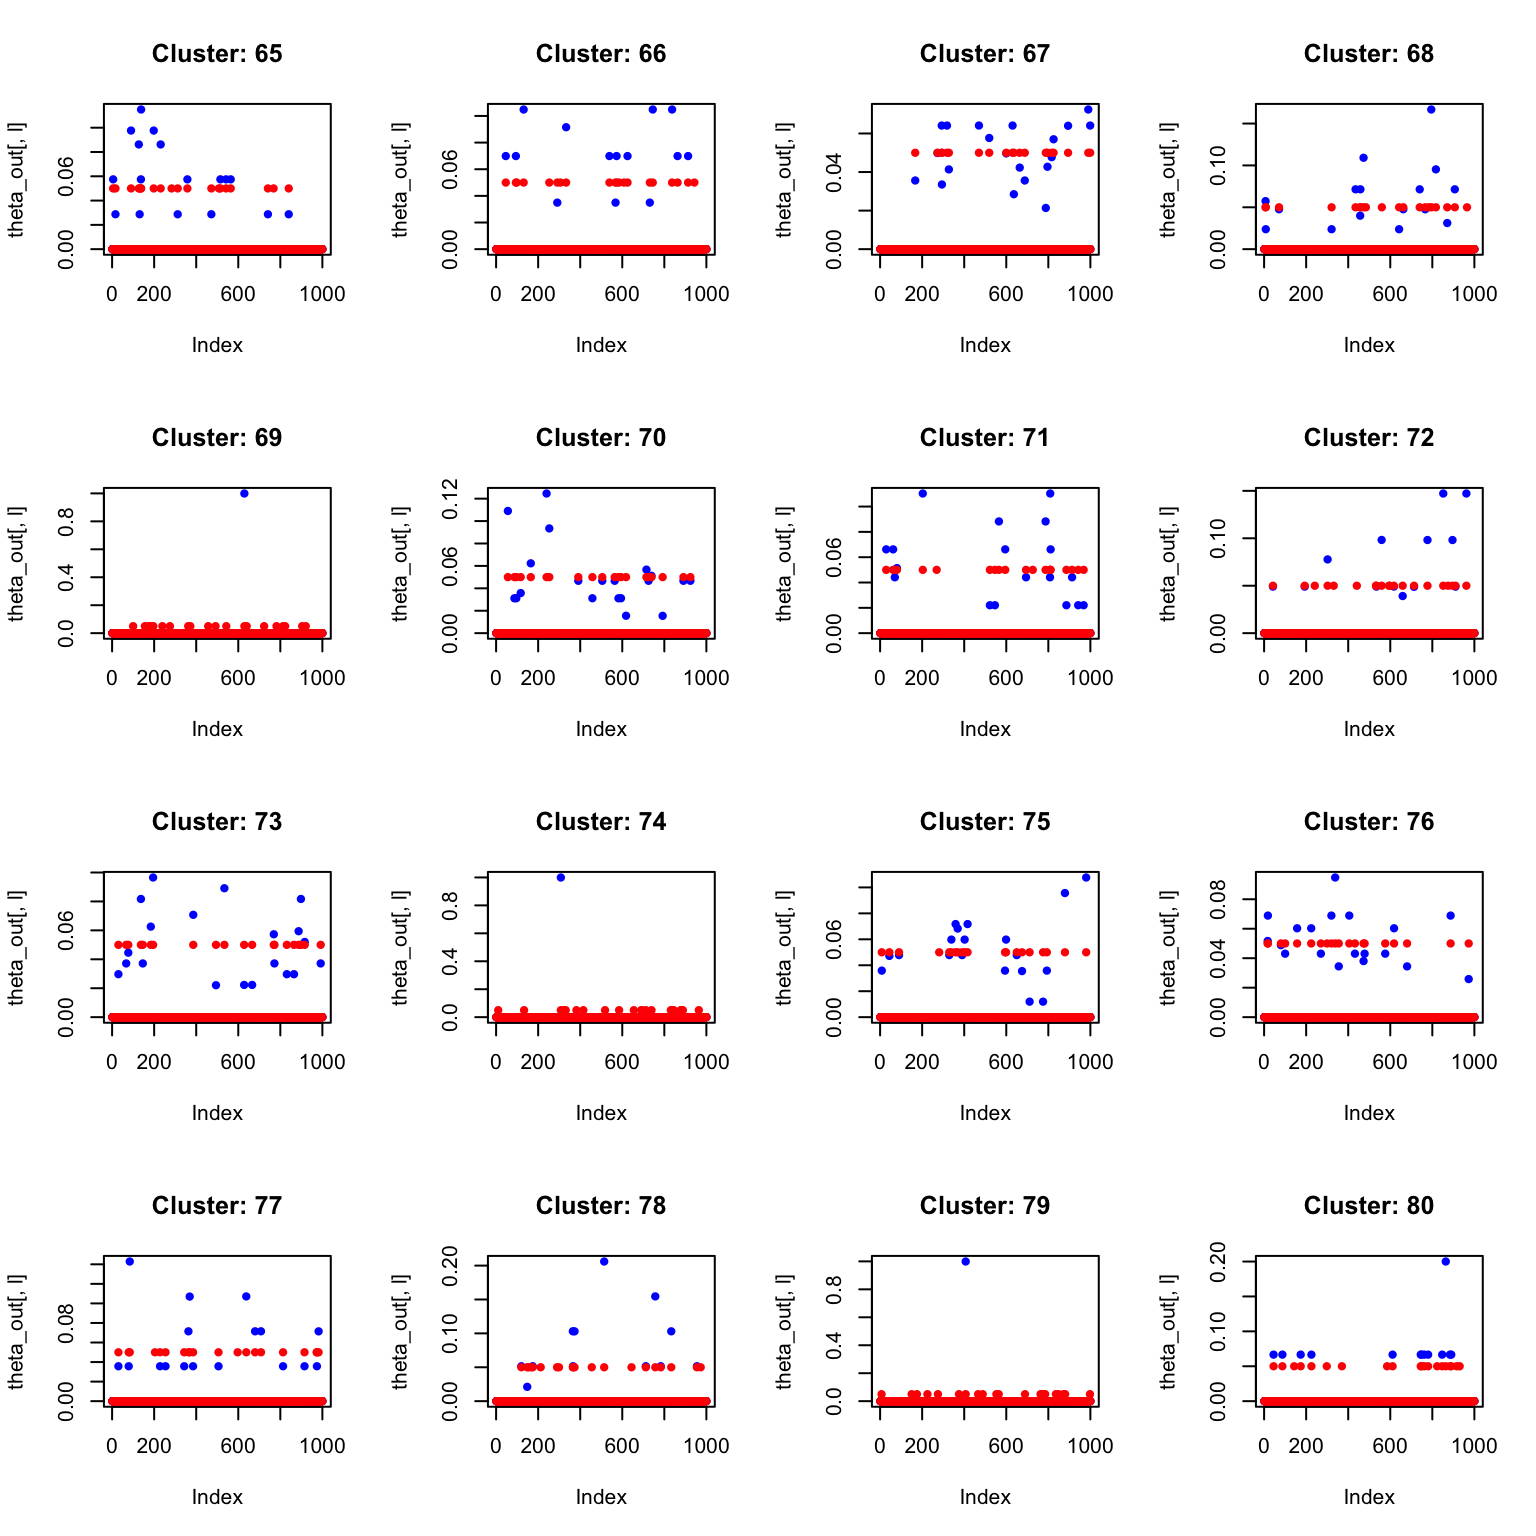 Cluster: 65
theta_out[, l]
0.00 0.06
0 200 600 1000
Index
Cluster: 66
theta_out[, l]
0.00 0.06
0 200 600 1000
Index
Cluster: 67
theta_out[, l]
0.00 0.04
0 200 600 1000
Index
Cluster: 68
theta_out[, l]
0.00 0.10
0 200 600 1000
Index
Cluster: 69
theta_out[, l]
0.0 0.4 0.8
0 200 600 1000
Index
Cluster: 70
theta_out[, l]
0.00 0.06 0.12
0 200 600 1000
Index
Cluster: 71
theta_out[, l]
0.00 0.06
0 200 600 1000
Index
Cluster: 72
theta_out[, l]
0.00 0.10
0 200 600 1000
Index
Cluster: 73
theta_out[, l]
0.00 0.06
0 200 600 1000
Index
Cluster: 74
theta_out[, l]
0.0 0.4 0.8
0 200 600 1000
Index
Cluster: 75
theta_out[, l]
0.00 0.06
0 200 600 1000
Index
Cluster: 76
theta_out[, l]
0.00 0.04 0.08
0 200 600 1000
Index
Cluster: 77
theta_out[, l]
0.00 0.08
0 200 600 1000
Index
Cluster: 78
theta_out[, l]
0.00 0.10 0.20
0 200 600 1000
Index
Cluster: 79
theta_out[, l]
0.0 0.4 0.8
0 200 600 1000
Index
Cluster: 80
theta_out[, l]
0.00 0.10 0.20
0 200 600 1000
Index